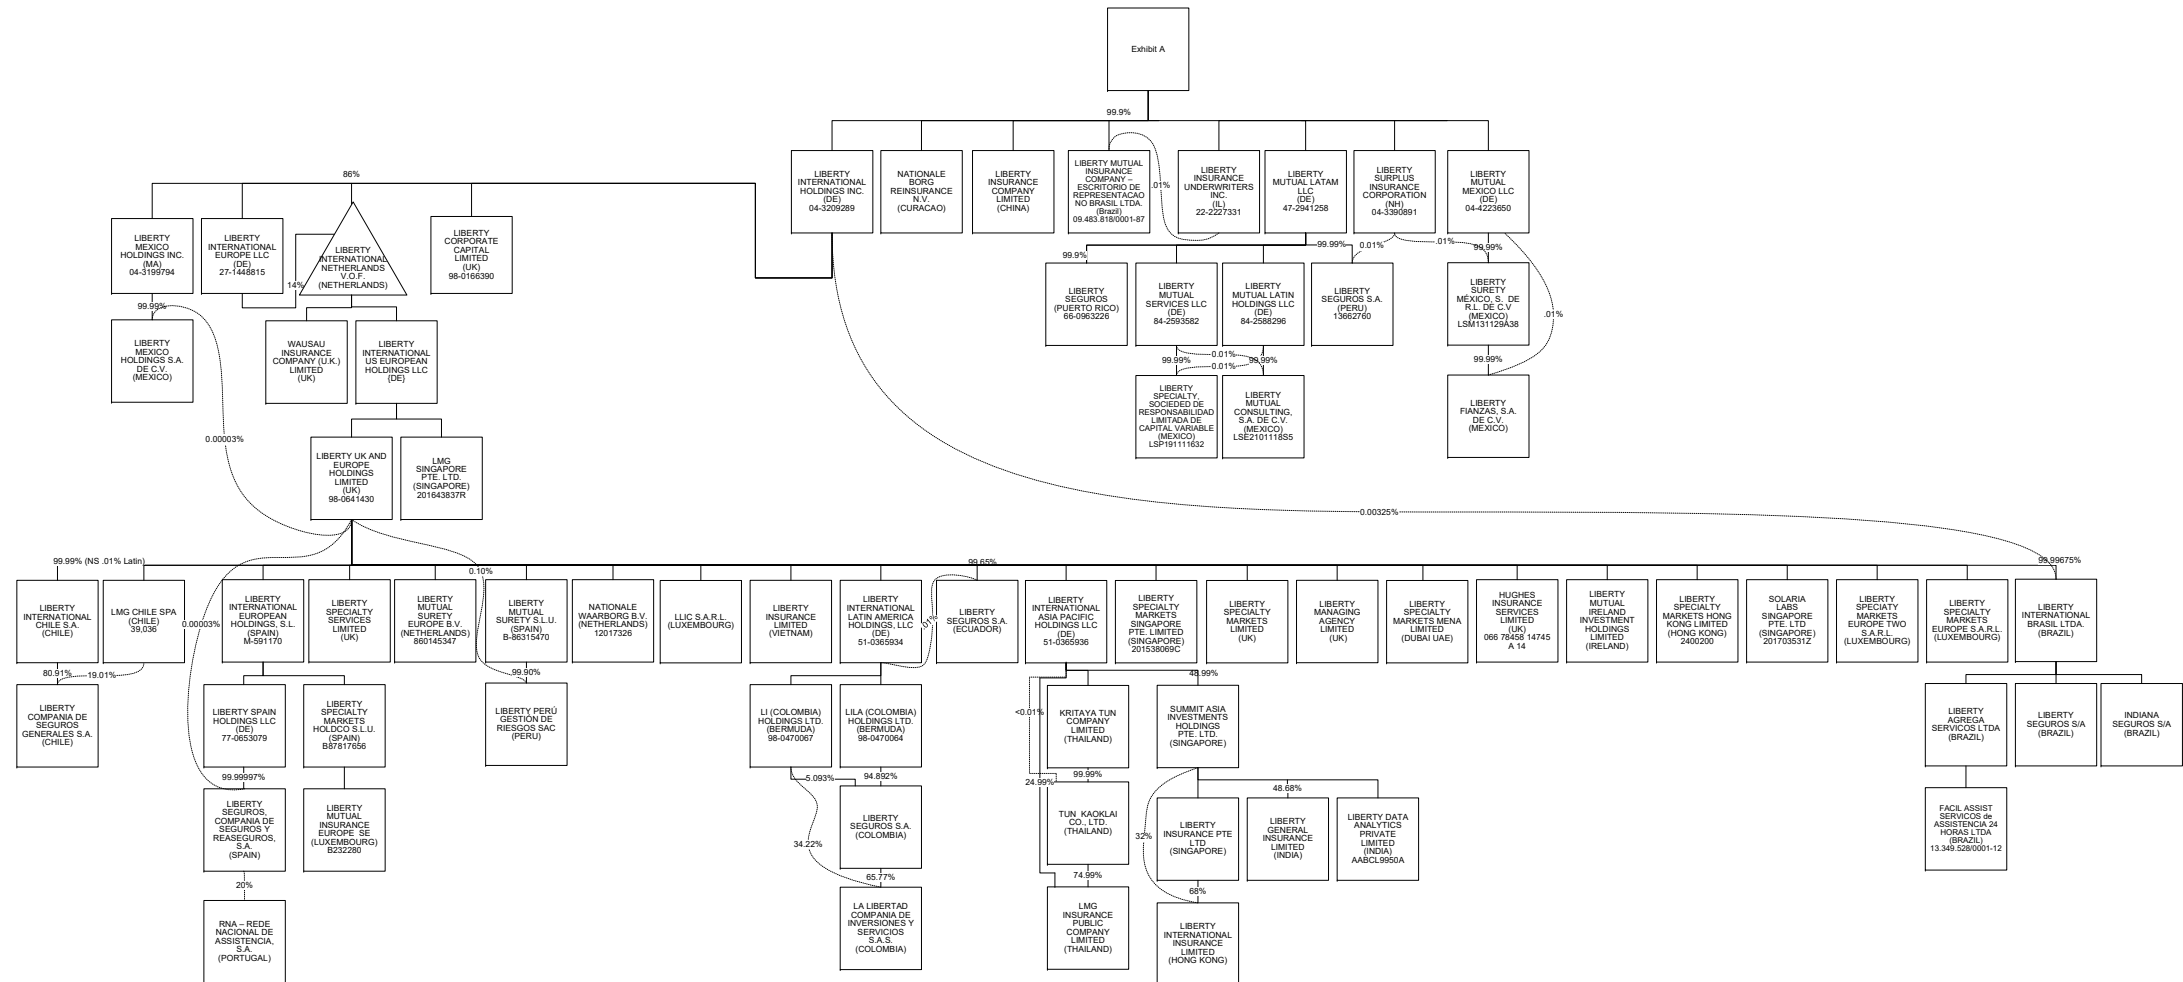 Exhibit A
99.9%
LIBERTY
INTERNATIONAL
HOLDINGS INC.
(DE)
04-3209289
NATIONALE
BORG
REINSURANCE
N.V.
(CURACAO)
LIBERTY
INSURANCE
COMPANY
LIMITED
(CHINA)
LIBERTY MUTUAL
INSURANCE
COMPANY –
ESCRITORIO DE
REPRESENTACAO
NO BRASIL LTDA.
(Brazil)
09.483.818/0001-87
.01%
LIBERTY
INSURANCE
UNDERWRITERS
INC.
(IL)
22-2227331
LIBERTY
MUTUAL LATAM
LLC
(DE)
47-2941258
LIBERTY
SURPLUS
INSURANCE
CORPORATION
(NH)
04-3390891
LIBERTY
MUTUAL
MEXICO LLC
(DE)
04-4223650
86%
LIBERTY
MEXICO
HOLDINGS INC.
(MA)
04-3199794
LIBERTY
INTERNATIONAL
EUROPE LLC
(DE)
27-1448815
14%
LIBERTY
INTERNATIONAL
NETHERLANDS
V.O.F.
(NETHERLANDS)
LIBERTY
CORPORATE
CAPITAL
LIMITED
(UK)
98-0166390
99.9%
99.99%
0.01%
.01%
99.99%
LIBERTY
SEGUROS
(PUERTO RICO)
66-0963226
LIBERTY
MUTUAL
SERVICES LLC
(DE)
84-2593582
LIBERTY
MUTUAL LATIN
HOLDINGS LLC
(DE)
84-2588296
LIBERTY
SEGUROS S.A.
(PERU)
13662760
LIBERTY
SURETY
MÉXICO, S. DE
R.L. DE C.V
(MEXICO)
LSM131129A38
.01%
99.99%
LIBERTY
MEXICO
HOLDINGS S.A.
DE C.V.
(MEXICO)
WAUSAU
INSURANCE
COMPANY (U.K.)
LIMITED
(UK)
LIBERTY
INTERNATIONAL
US EUROPEAN
HOLDINGS LLC
{DE}
99.99%
0.01%
0.01%
99.99%
99.99%
LIBERTY
SPECIALTY,
SOCIEDED DE
RESPONSABILIDAD
LIMITADA DE
CAPITAL VARIABLE
(MEXICO)
LSP191111632
LIBERTY
MUTUAL
CONSULTING,
S.A. DE C.V.
(MEXICO)
LSE2101118S5
LIBERTY
FIANZAS, S.A.
DE C.V.
(MEXICO)
0.00003%
LIBERTY UK AND
EUROPE
HOLDINGS
LIMITED
(UK)
98-0641430
LMG
SINGAPORE
PTE. LTD.
(SINGAPORE)
201643837R
0.00325%
99.99% (NS .01% Latin)
0.10%
99.65%
99.99675%
LIBERTY
INTERNATIONAL
CHILE S.A.
(CHILE)
LMG CHILE SPA
(CHILE)
39,036
0.00003%
LIBERTY
INTERNATIONAL
EUROPEAN
HOLDINGS, S.L.
(SPAIN)
M-591170
LIBERTY
SPECIALTY
SERVICES
LIMITED
(UK)
LIBERTY
MUTUAL
SURETY
EUROPE B.V.
(NETHERLANDS)
860145347
LIBERTY
MUTUAL
SURETY S.L.U.
(SPAIN)
B-86315470
NATIONALE
WAARBORG B.V.
(NETHERLANDS)
12017326
LLIC S.A.R.L.
(LUXEMBOURG)
LIBERTY
INSURANCE
LIMITED
(VIETNAM)
LIBERTY
INTERNATIONAL
LATIN AMERICA
HOLDINGS, LLC
(DE)
51-0365934
LIBERTY
SEGUROS S.A.
(ECUADOR)
LIBERTY
INTERNATIONAL
ASIA PACIFIC
HOLDINGS LLC
(DE)
51-0365936
LIBERTY
SPECIALTY
MARKETS
SINGAPORE
PTE. LIMITED
(SINGAPORE)
201538069C
LIBERTY
SPECIALTY
MARKETS
LIMITED
(UK)
LIBERTY
MANAGING
AGENCY
LIMITED
(UK)
LIBERTY
SPECIALTY
MARKETS MENA
LIMITED
(DUBAI UAE)
HUGHES
INSURANCE
SERVICES
LIMITED
(UK)
066 78458 14745
A 14
LIBERTY
MUTUAL
IRELAND
INVESTMENT
HOLDINGS
LIMITED
(IRELAND)
LIBERTY
SPECIALTY
MARKETS HONG
KONG LIMITED
(HONG KONG)
2400200
SOLARIA
LABS
SINGAPORE
PTE. LTD
(SINGAPORE)
201703531Z
LIBERTY
SPECIATY
MARKETS
EUROPE TWO
S.A.R.L.
(LUXEMBOURG)
LIBERTY
SPECIALTY
MARKETS
EUROPE S.A.R.L.
(LUXEMBOURG)
LIBERTY
INTERNATIONAL
BRASIL LTDA.
(BRAZIL)
80.91%
19.01%
99.90%
48.99%
LIBERTY
COMPANIA DE
SEGUROS
GENERALES S.A.
(CHILE)
LIBERTY SPAIN
HOLDINGS LLC
(DE)
77-0653079
LIBERTY
SPECIALTY
MARKETS
HOLDCO S.L.U.
(SPAIN)
B87817656
LIBERTY PERÚ
GESTIÓN DE
RIESGOS SAC
(PERU)
LI (COLOMBIA)
HOLDINGS LTD.
(BERMUDA)
98-0470067
LILA (COLOMBIA)
HOLDINGS LTD.
(BERMUDA)
98-0470064
<0.01%
KRITAYA TUN
COMPANY
LIMITED
(THAILAND)
SUMMIT ASIA
INVESTMENTS
HOLDINGS
PTE. LTD.
(SINGAPORE)
LIBERTY
AGREGA
SERVICOS LTDA
(BRAZIL)
LIBERTY
SEGUROS S/A
(BRAZIL)
INDIANA
SEGUROS S/A
(BRAZIL)
99.99997%
5.093%
94.892%
24.99%
99.99%
48.68%
LIBERTY
SEGUROS,
COMPANIA DE
SEGUROS Y
REASEGUROS,
S.A.
(SPAIN)
LIBERTY
MUTUAL
INSURANCE
EUROPE SE
(LUXEMBOURG)
B232280
34.22%
LIBERTY
SEGUROS S.A.
(COLOMBIA)
TUN KAOKLAI
CO., LTD.
(THAILAND)
32%
LIBERTY
INSURANCE PTE
LTD
(SINGAPORE)
LIBERTY
GENERAL
INSURANCE
LIMITED
(INDIA)
LIBERTY DATA
ANALYTICS
PRIVATE
LIMITED
(INDIA)
AABCL9950A
FACIL ASSIST
SERVICOS de
ASSISTENCIA 24
HORAS LTDA
(BRAZIL)
13.349.528/0001-12
20%
65.77%
74.99%
68%
RNA – REDE
NACIONAL DE
ASSISTENCIA,
S.A.
(PORTUGAL)
LA LIBERTAD
COMPANIA DE
INVERSIONES Y
SERVICIOS
S.A.S.
(COLOMBIA)
LMG
INSURANCE
PUBLIC
COMPANY
LIMITED
(THAILAND)
LIBERTY
INTERNATIONAL
INSURANCE
LIMITED
(HONG KONG)